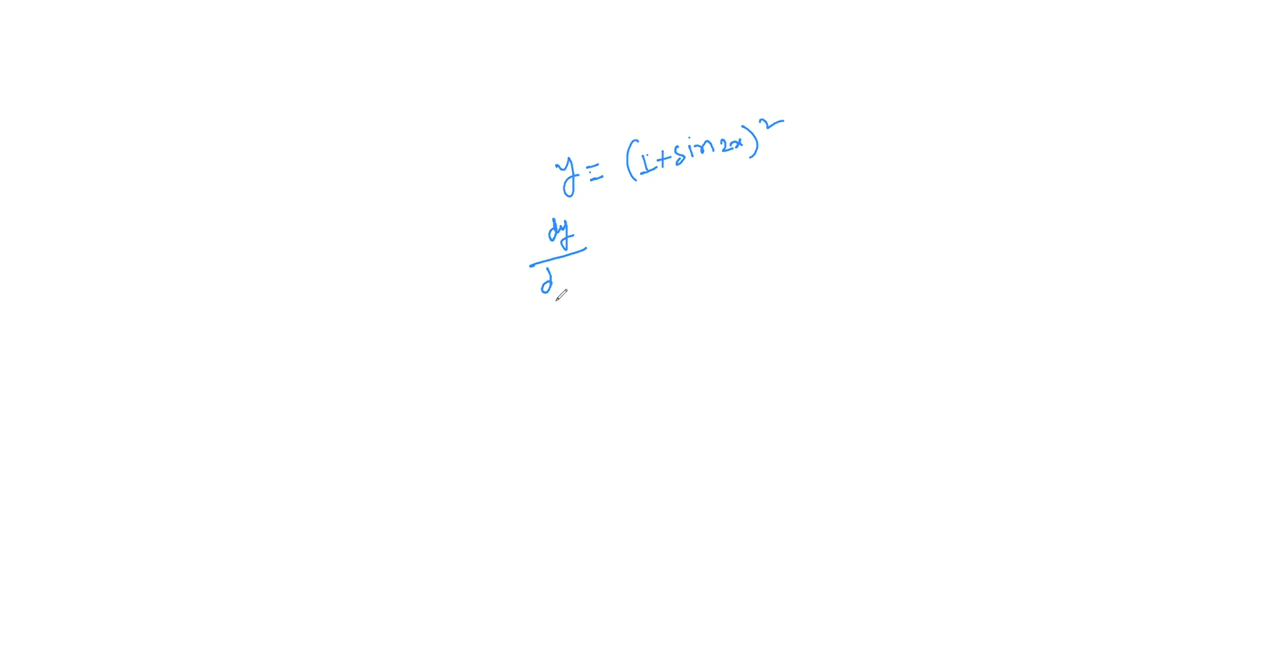 y = (1+sin2x)²
dy
d